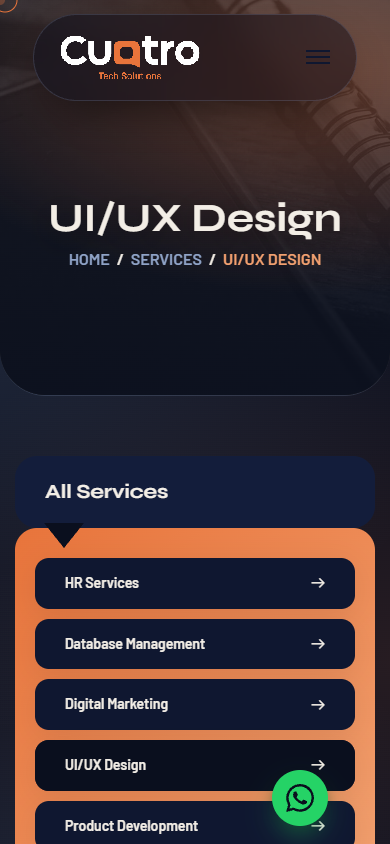 Cuatro
Tech Solutions
UI/UX Design
HOME / SERVICES / UI/UX DESIGN
All Services
HR Services
Database Management
Digital Marketing
UI/UX Design
Product Development